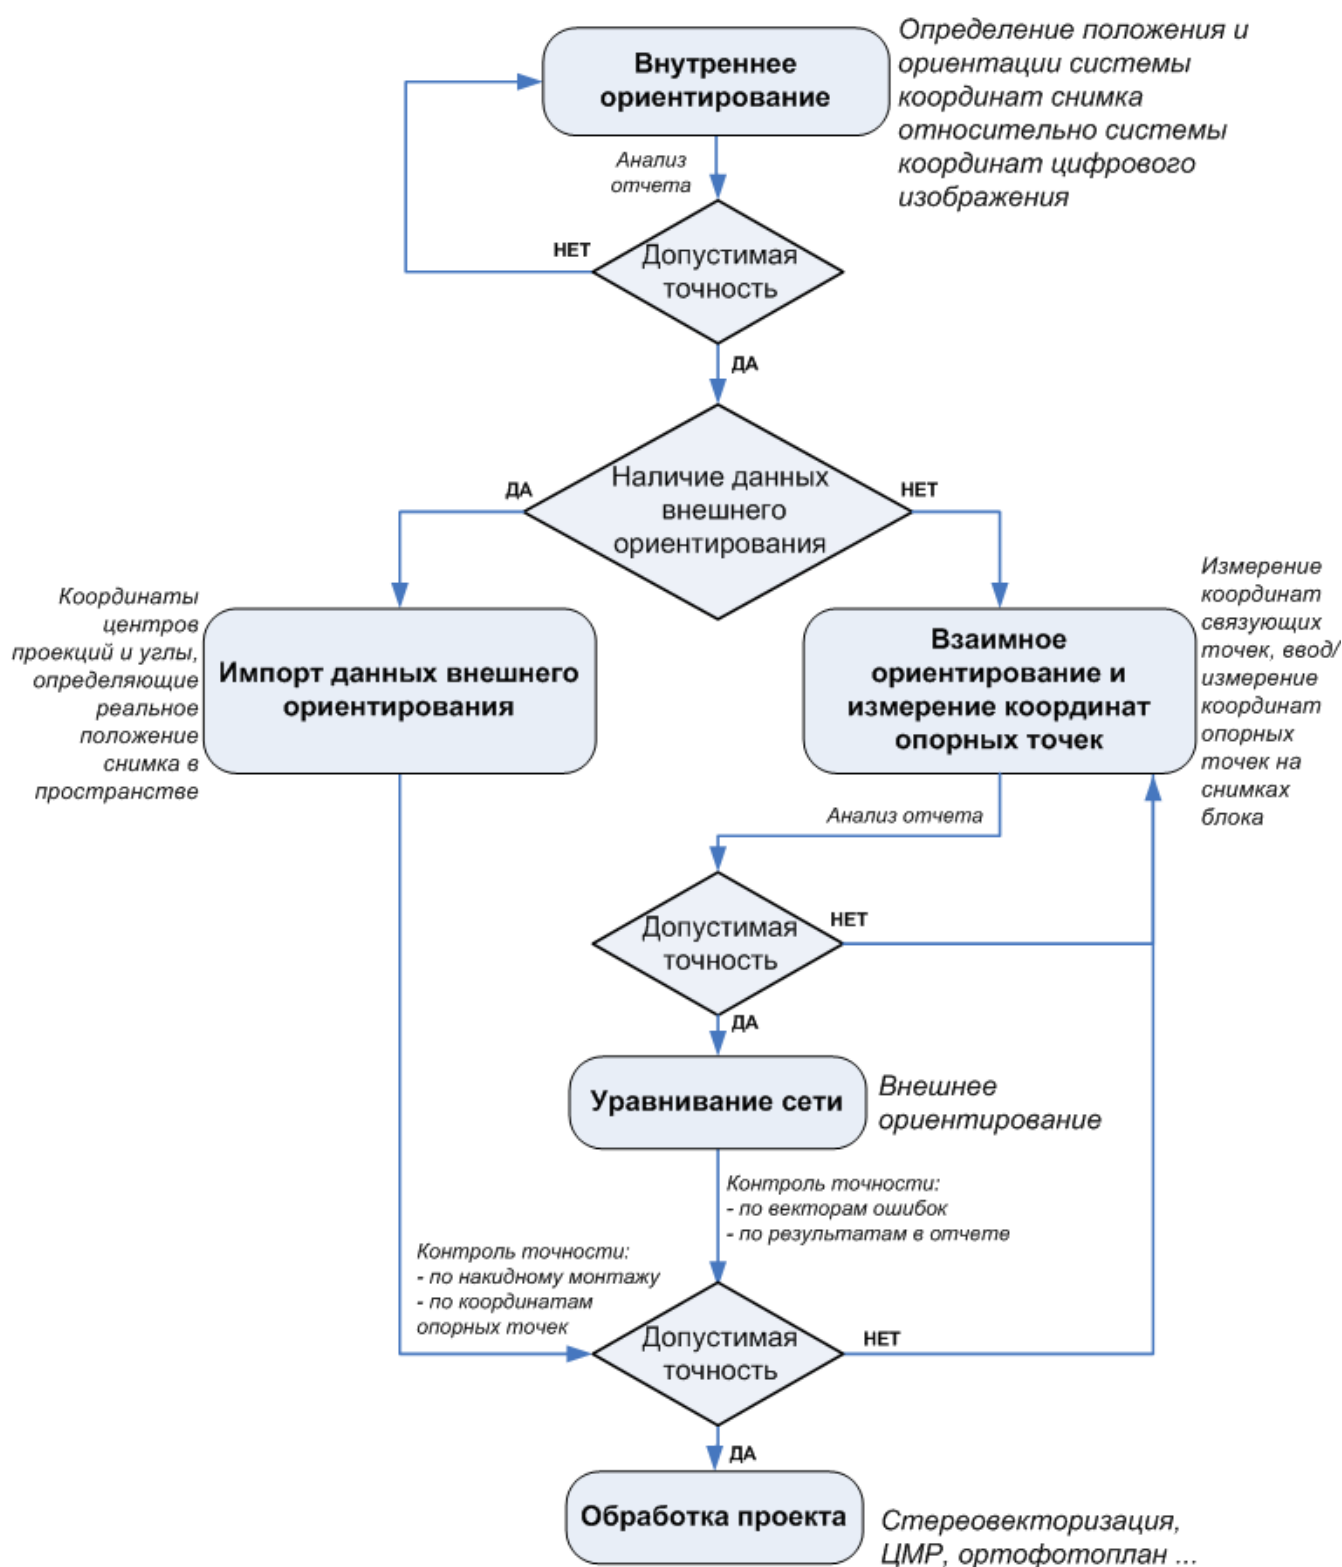 Внутреннее
ориентирование
Определение положения и
ориентации системы
координат снимка
относительно системы
координат цифрового
изображения
Анализ
отчета
НЕТ
Допустимая
точность
ДА
ДА
Наличие данных
внешнего
ориентирования
НЕТ
Координаты
центров
проекций и углы,
определяющие
реальное
положение
снимка в
пространстве
Импорт данных внешнего
ориентирования
Взаимное
ориентирование и
измерение координат
опорных точек
Измерение
координат
связующих
точек, ввод/
измерение
координат
опорных
точек на
снимках
блока
Анализ отчета
Допустимая
точность
НЕТ
ДА
Уравнивание сети
Внешнее
ориентирование
Контроль точности:
- по векторам ошибок
- по результатам в отчете
Контроль точности:
- по накидному монтажу
- по координатам
опорных точек
Допустимая
точность
НЕТ
ДА
Обработка проекта
Стереовекторизация,
ЦМР, ортофотоплан ...